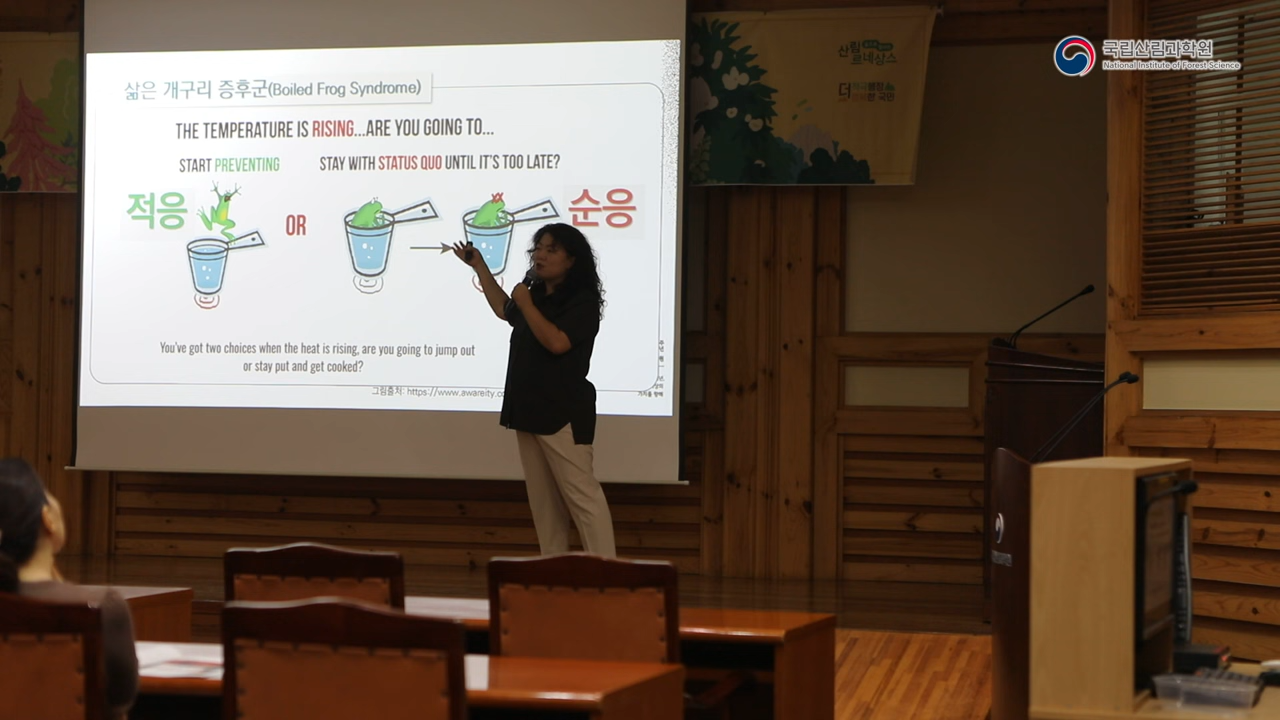 삶은 개구리 증후군(Boiled Frog Syndrome)
THE TEMPERATURE IS RISING...ARE YOU GOING TO...
START PREVENTING
STAY WITH STATUS QUO UNTIL IT'S TOO LATE?
적응
OR
순응
You've got two choices when the heat is rising, are you going to jump out
or stay put and get cooked?
그림출처: https://www.awareity.co
산림
르네상스
국립산림과학원
National Institute of Forest Science